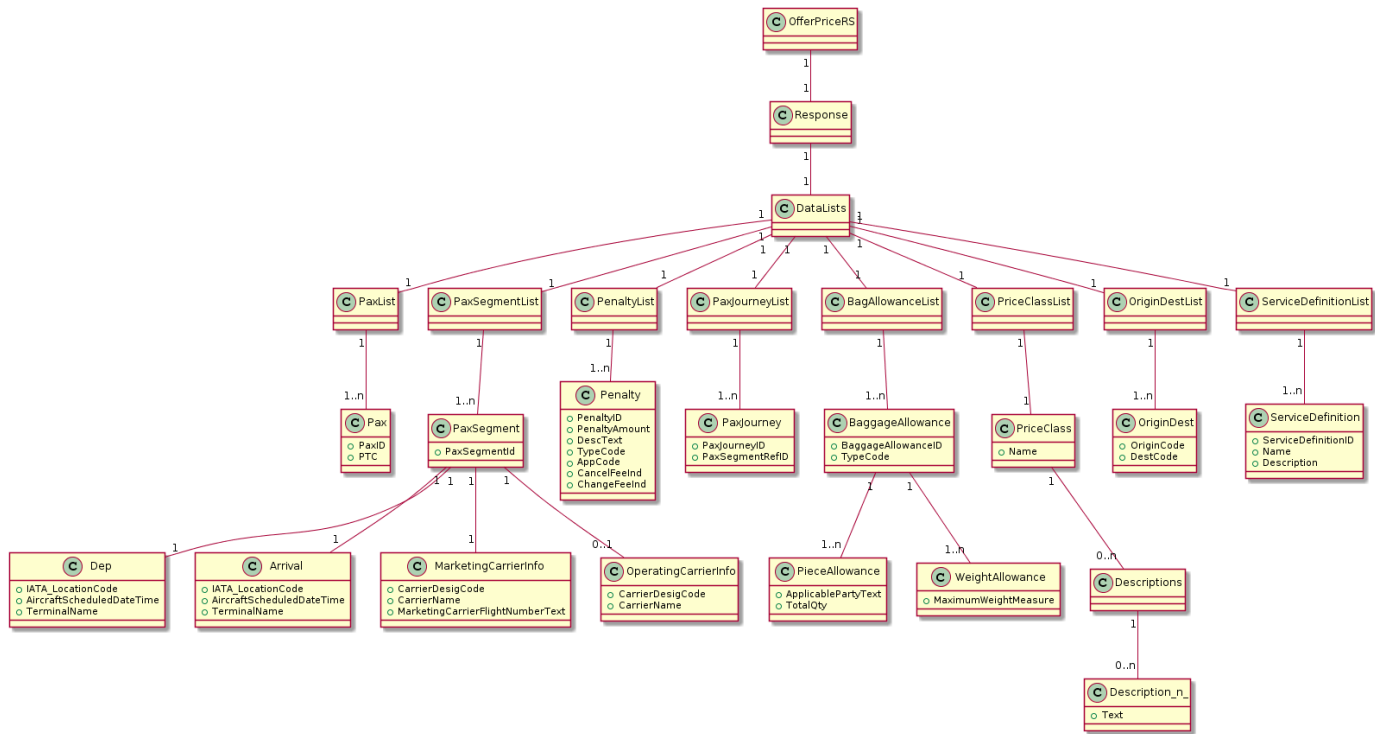 C OfferPriceRS
1
1
C Response
1
1
C DataLists
1 1 1 1 1 1 1 1
1 1 1 1 1 1 1 1
C PaxList C PaxSegmentList C PenaltyList C PaxJourneyList C BagAllowanceList C PriceClassList C OriginDestList C ServiceDefinitionList
1 1 1 1 1 1 1 1
1..n 1..n 1..n 1..n 1..n 1 1..n 1..n
C Pax
PaxID
PTC
C PaxSegment
PaxSegmentId
C Penalty
PenaltyID
PenaltyAmount
DescText
TypeCode
AppCode
CancelFeeInd
ChangeFeeInd
C PaxJourney
PaxJourneyID
PaxSegmentRefID
C BaggageAllowance
BaggageAllowanceID
TypeCode
C PriceClass
Name
C OriginDest
OriginCode
DestCode
C ServiceDefinition
ServiceDefinitionID
Name
Description
1 1 1 1 1 1 1
1 1 1 0..1 1..n 1..n 0..n
C Dep
IATA_LocationCode
AircraftScheduledDateTime
TerminalName
C Arrival
IATA_LocationCode
AircraftScheduledDateTime
TerminalName
C MarketingCarrierInfo
CarrierDesigCode
CarrierName
MarketingCarrierFlightNumberText
C OperatingCarrierInfo
CarrierDesigCode
CarrierName
C PieceAllowance
ApplicablePartyText
TotalQty
C WeightAllowance
MaximumWeightMeasure
C Descriptions
1
0..n
C Description_n_
Text